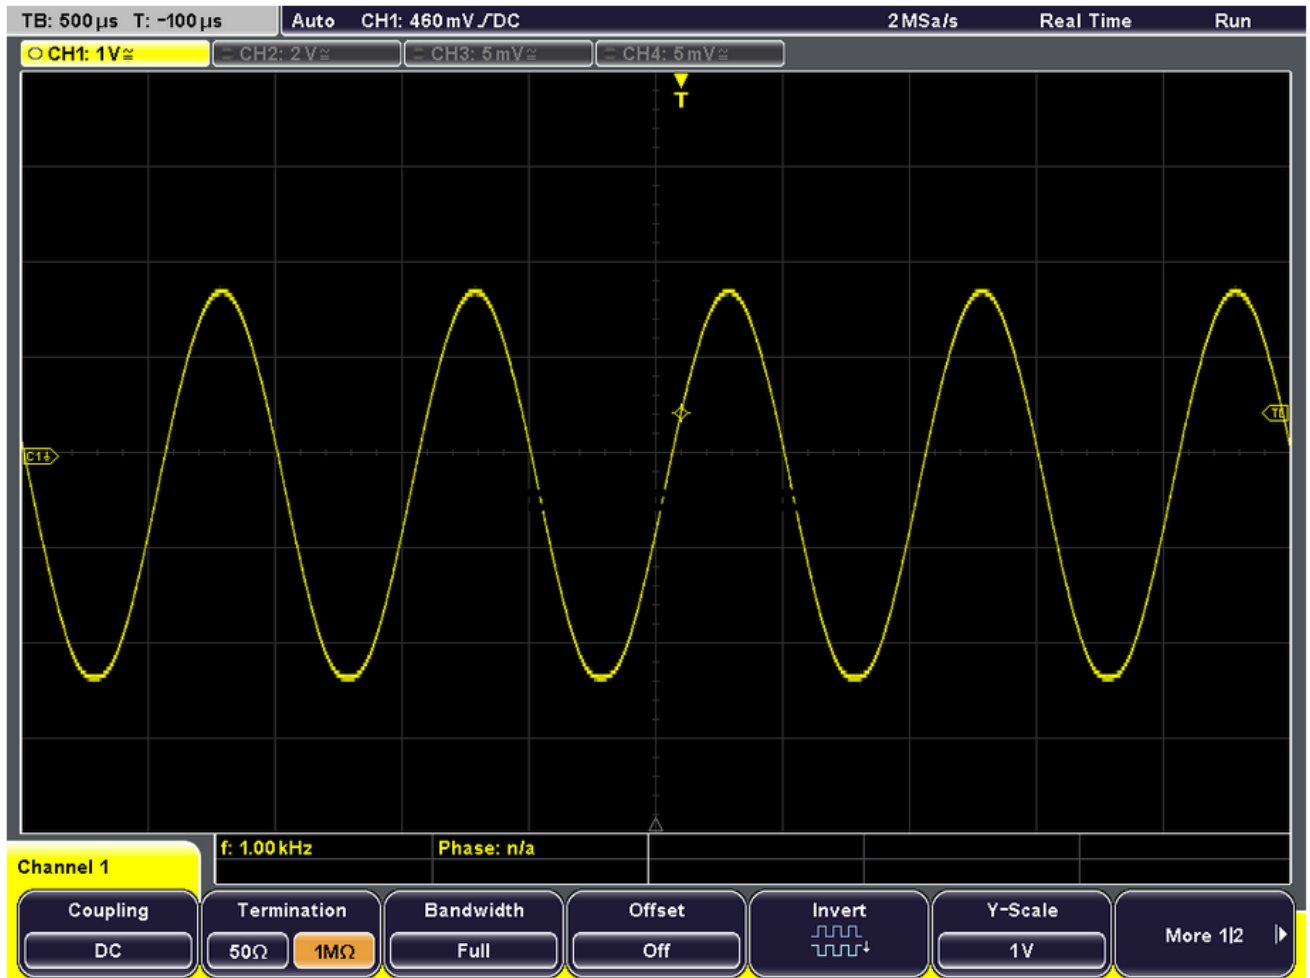 TB: 500 µs T: -100 µs Auto CH1: 460 mV DC 2 MSa/s Real Time Run
CH1: 1 V≅ CH2: 2 V≅ CH3: 5 mV≅ CH4: 5 mV≅
T
C1
f: 1.00 kHz Phase: n/a
Channel 1
Coupling Termination Bandwidth Offset Invert Y-Scale
DC 50Ω 1MΩ Full Off 1 V
More 1|2